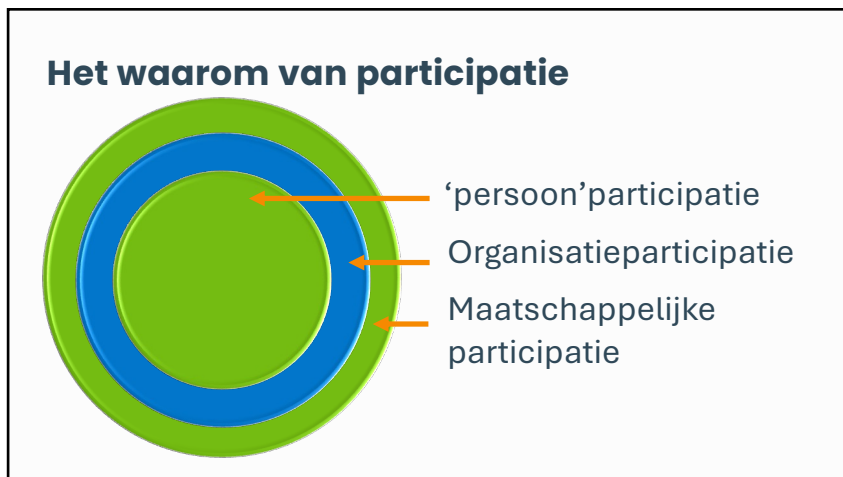 Het waarom van participatie
‘persoon’participatie
Organisatieparticipatie
Maatschappelijke
participatie